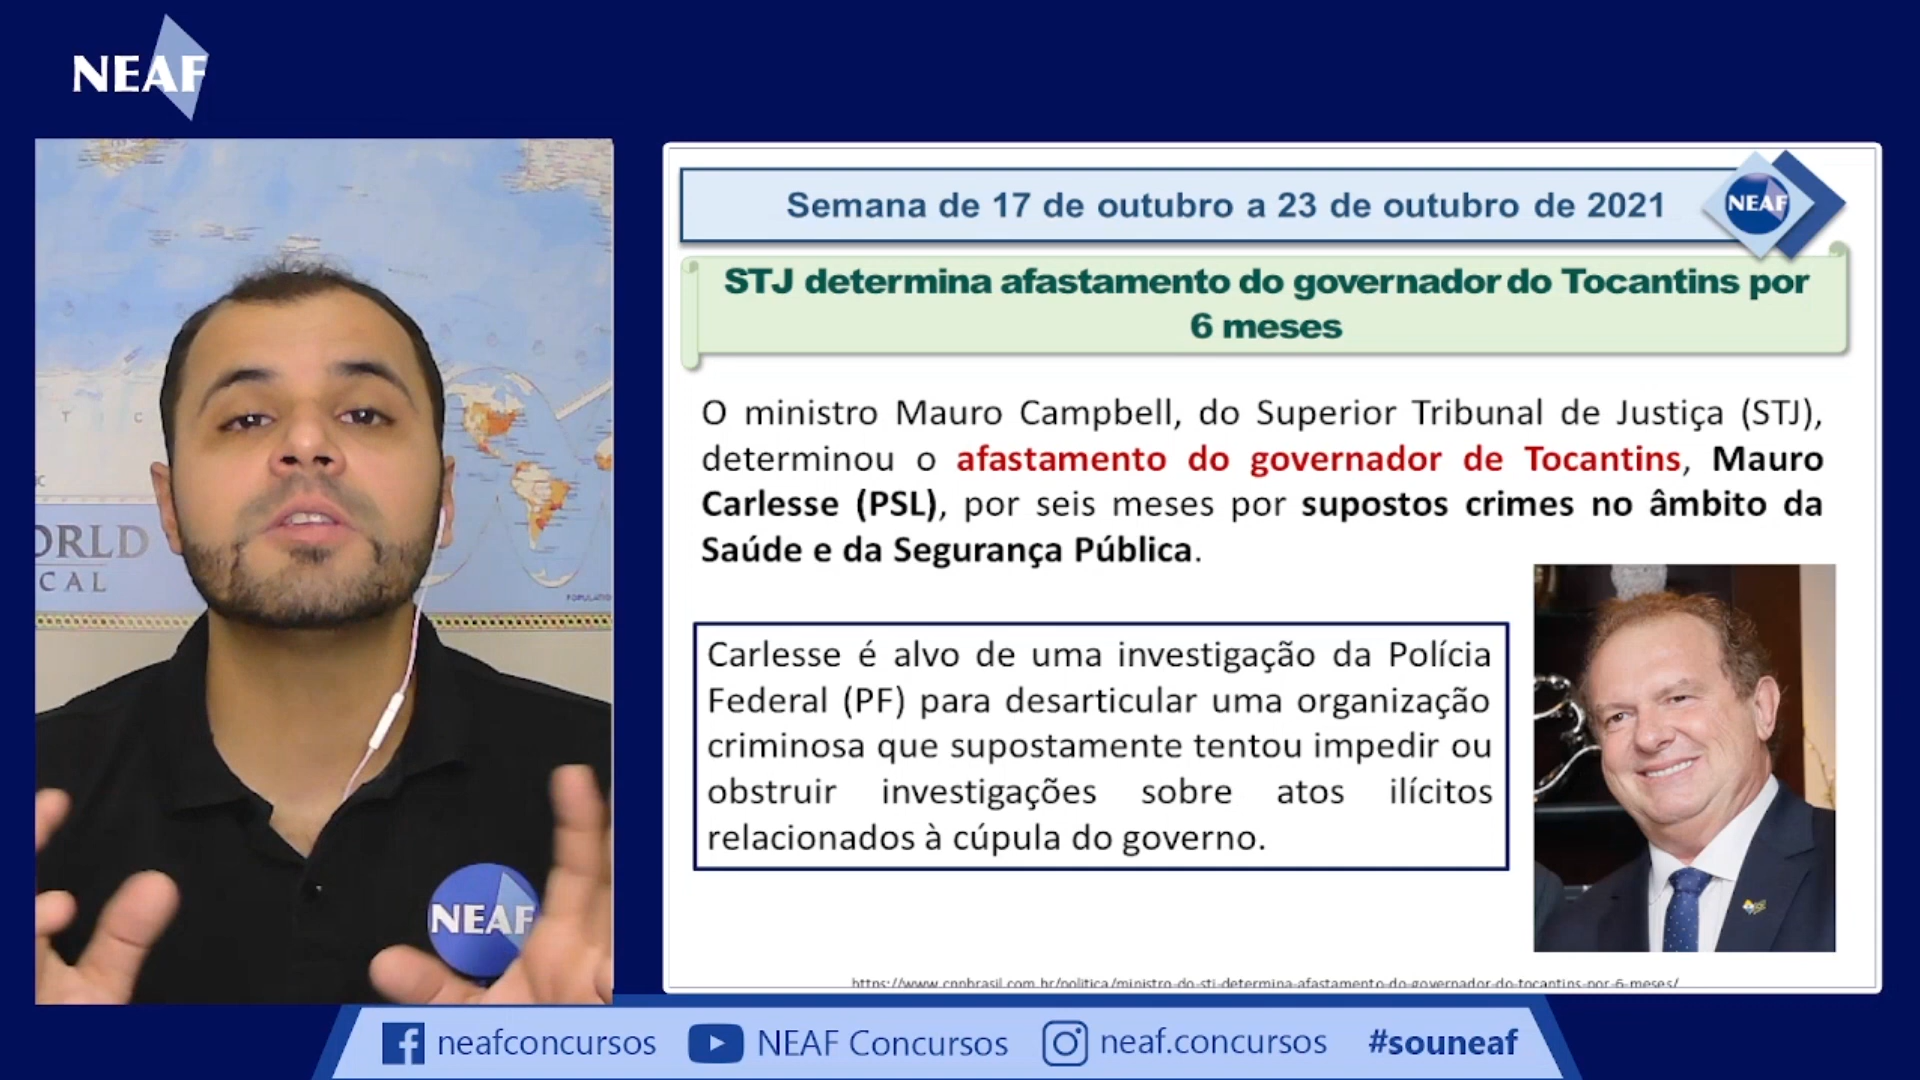 NEAF
Semana de 17 de outubro a 23 de outubro de 2021
NEAF
STJ determina afastamento do governador do Tocantins por
6 meses
O ministro Mauro Campbell, do Superior Tribunal de Justiça (STJ),
determinou o afastamento do governador de Tocantins, Mauro
Carlesse (PSL), por seis meses por supostos crimes no âmbito da
Saúde e da Segurança Pública.
Carlesse é alvo de uma investigação da Polícia
Federal (PF) para desarticular uma organização
criminosa que supostamente tentou impedir ou
obstruir investigações sobre atos ilícitos
relacionados à cúpula do governo.
https://www.cnnbrasil.com.br/politica/ministro-do-stj-determina-afastamento-do-governador-do-tocantins-por-6-meses/
ORLD
CAL
NEAF
neafconcursos
NEAF Concursos
neaf.concursos
#souneaf